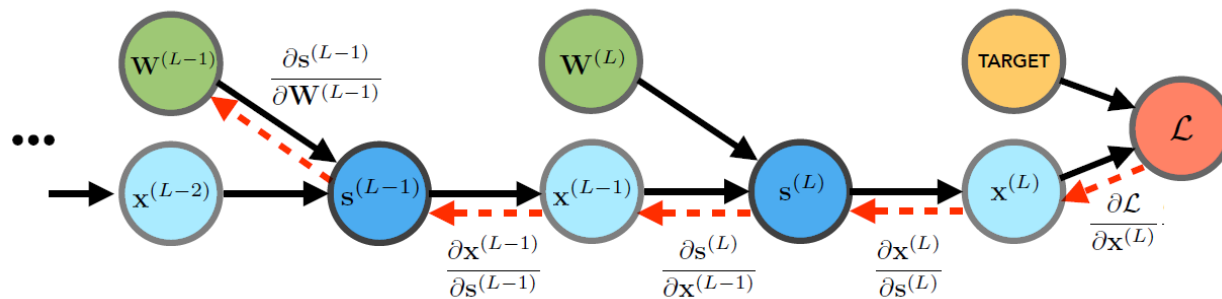 W^{(L-1)}
∂s^{(L-1)}
∂W^{(L-1)}
W^{(L)}
TARGET
ℒ
...
x^{(L-2)}
s^{(L-1)}
x^{(L-1)}
s^{(L)}
x^{(L)}
∂x^{(L-1)}
∂s^{(L-1)}
∂s^{(L)}
∂x^{(L-1)}
∂x^{(L)}
∂s^{(L)}
∂ℒ
∂x^{(L)}